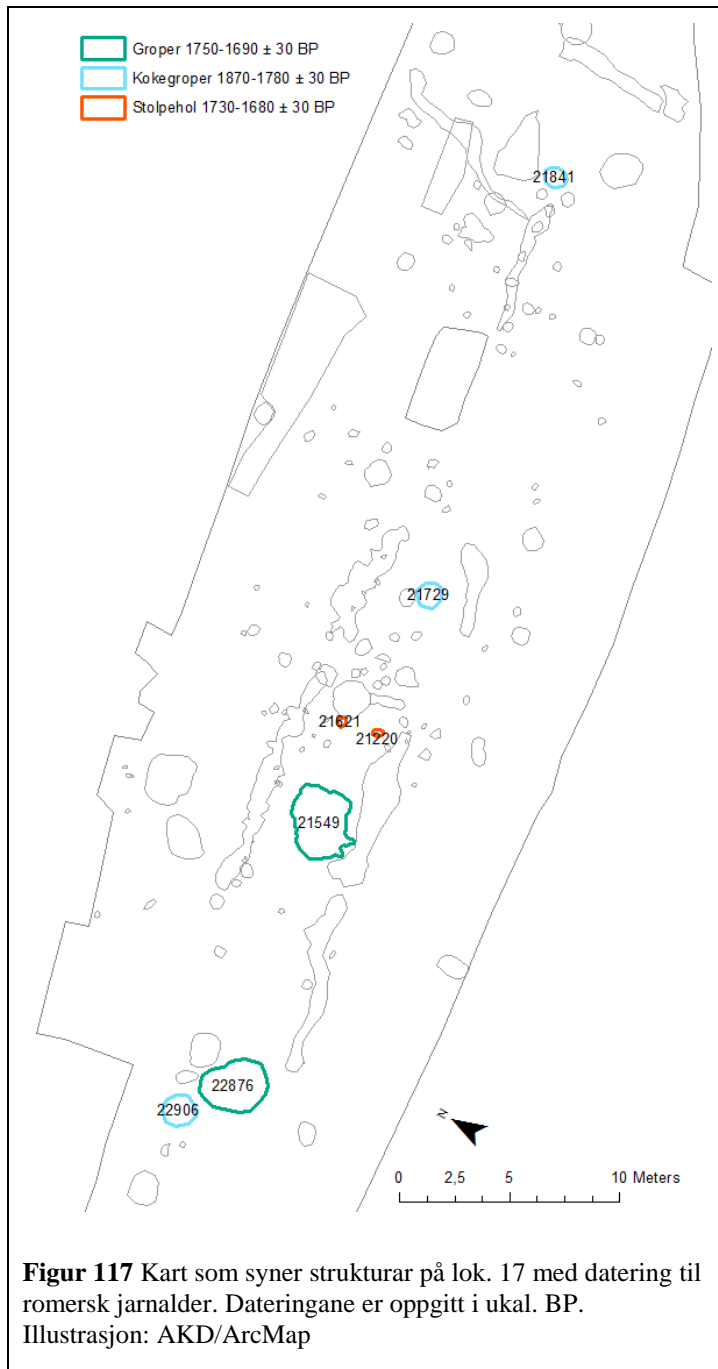 Groper 1750-1690 ± 30 BP
Kokegroper 1870-1780 ± 30 BP
Stolpehol 1730-1680 ± 30 BP
21841
21729
21621
21220
21549
22876
22906
N
0 2,5 5 10 Meters
Figur 117 Kart som syner strukturar på lok. 17 med datering til
romersk jarnalder. Dateringane er oppgitt i ukal. BP.
Illustrasjon: AKD/ArcMap